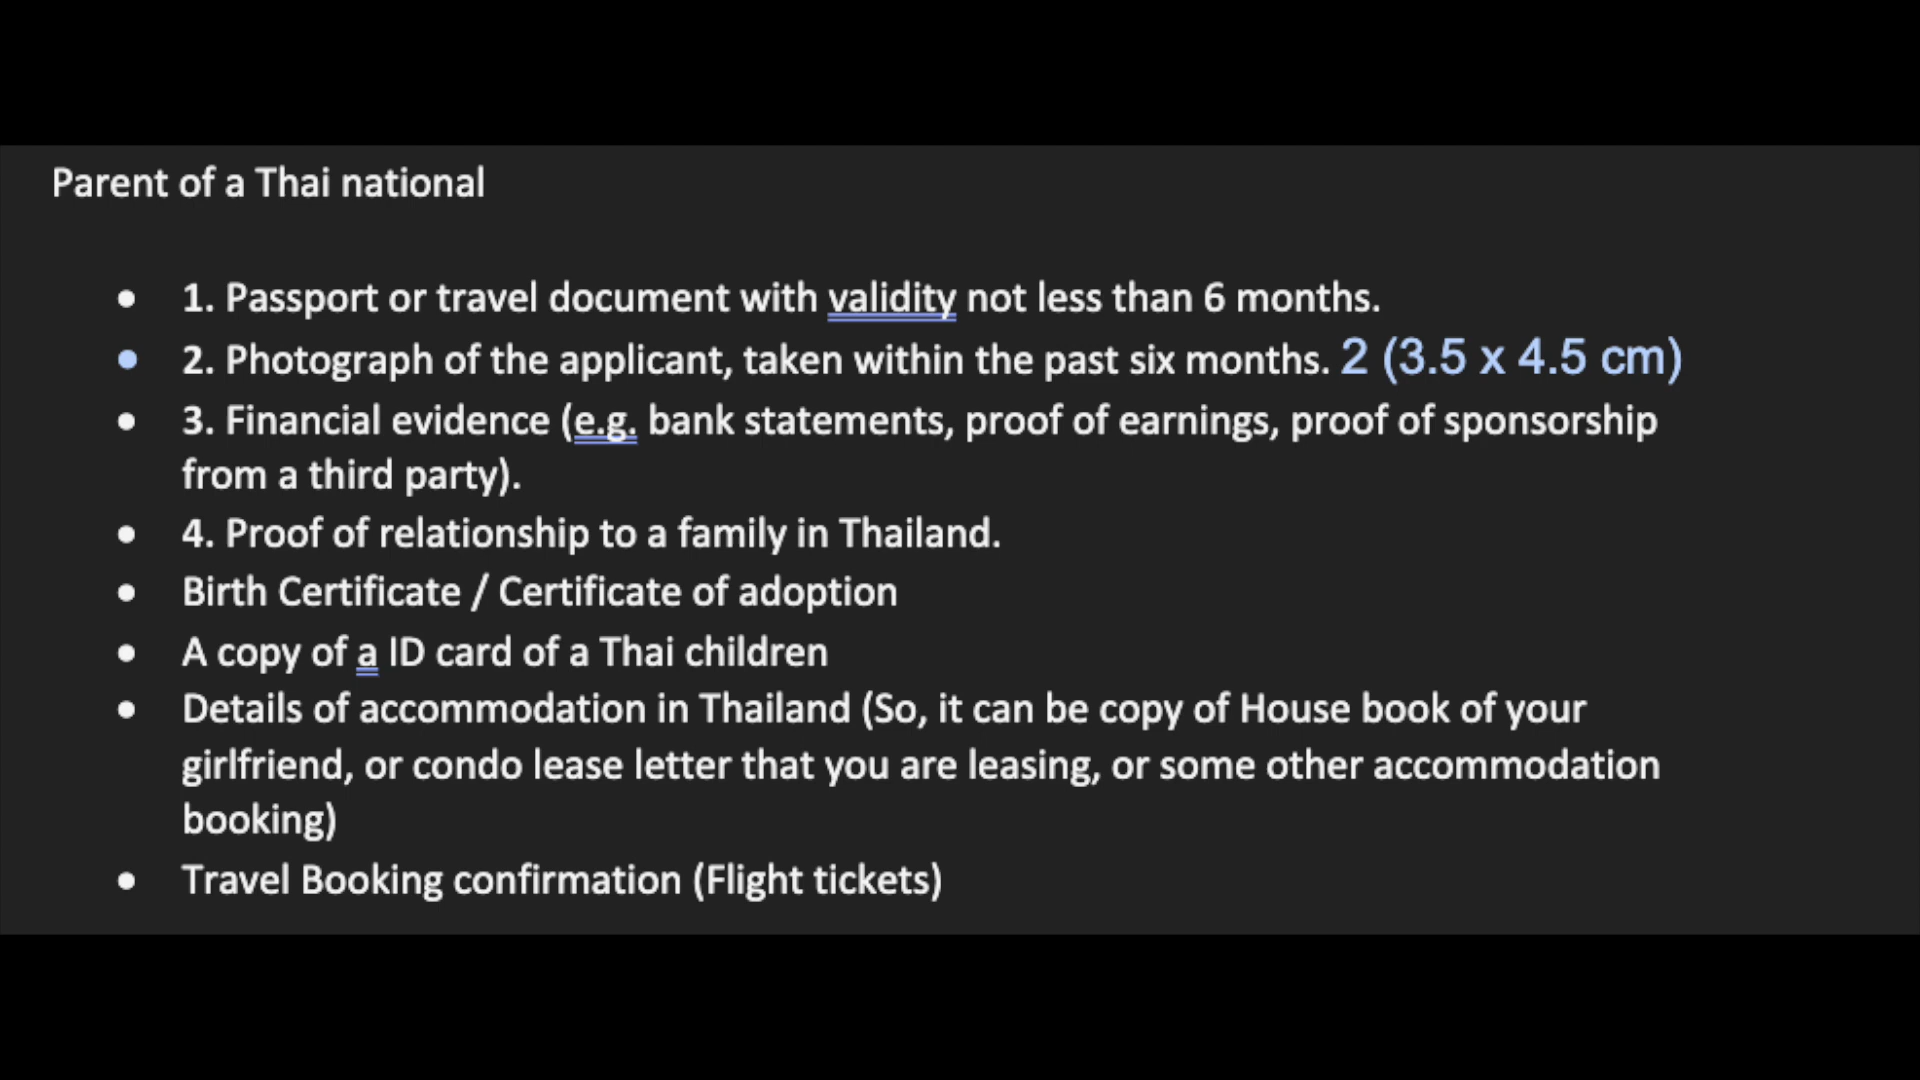 Parent of a Thai national
• 1. Passport or travel document with validity not less than 6 months.
• 2. Photograph of the applicant, taken within the past six months. 2 (3.5 x 4.5 cm)
• 3. Financial evidence (e.g. bank statements, proof of earnings, proof of sponsorship
from a third party).
• 4. Proof of relationship to a family in Thailand.
• Birth Certificate / Certificate of adoption
• A copy of a ID card of a Thai children
• Details of accommodation in Thailand (So, it can be copy of House book of your
girlfriend, or condo lease letter that you are leasing, or some other accommodation
booking)
• Travel Booking confirmation (Flight tickets)